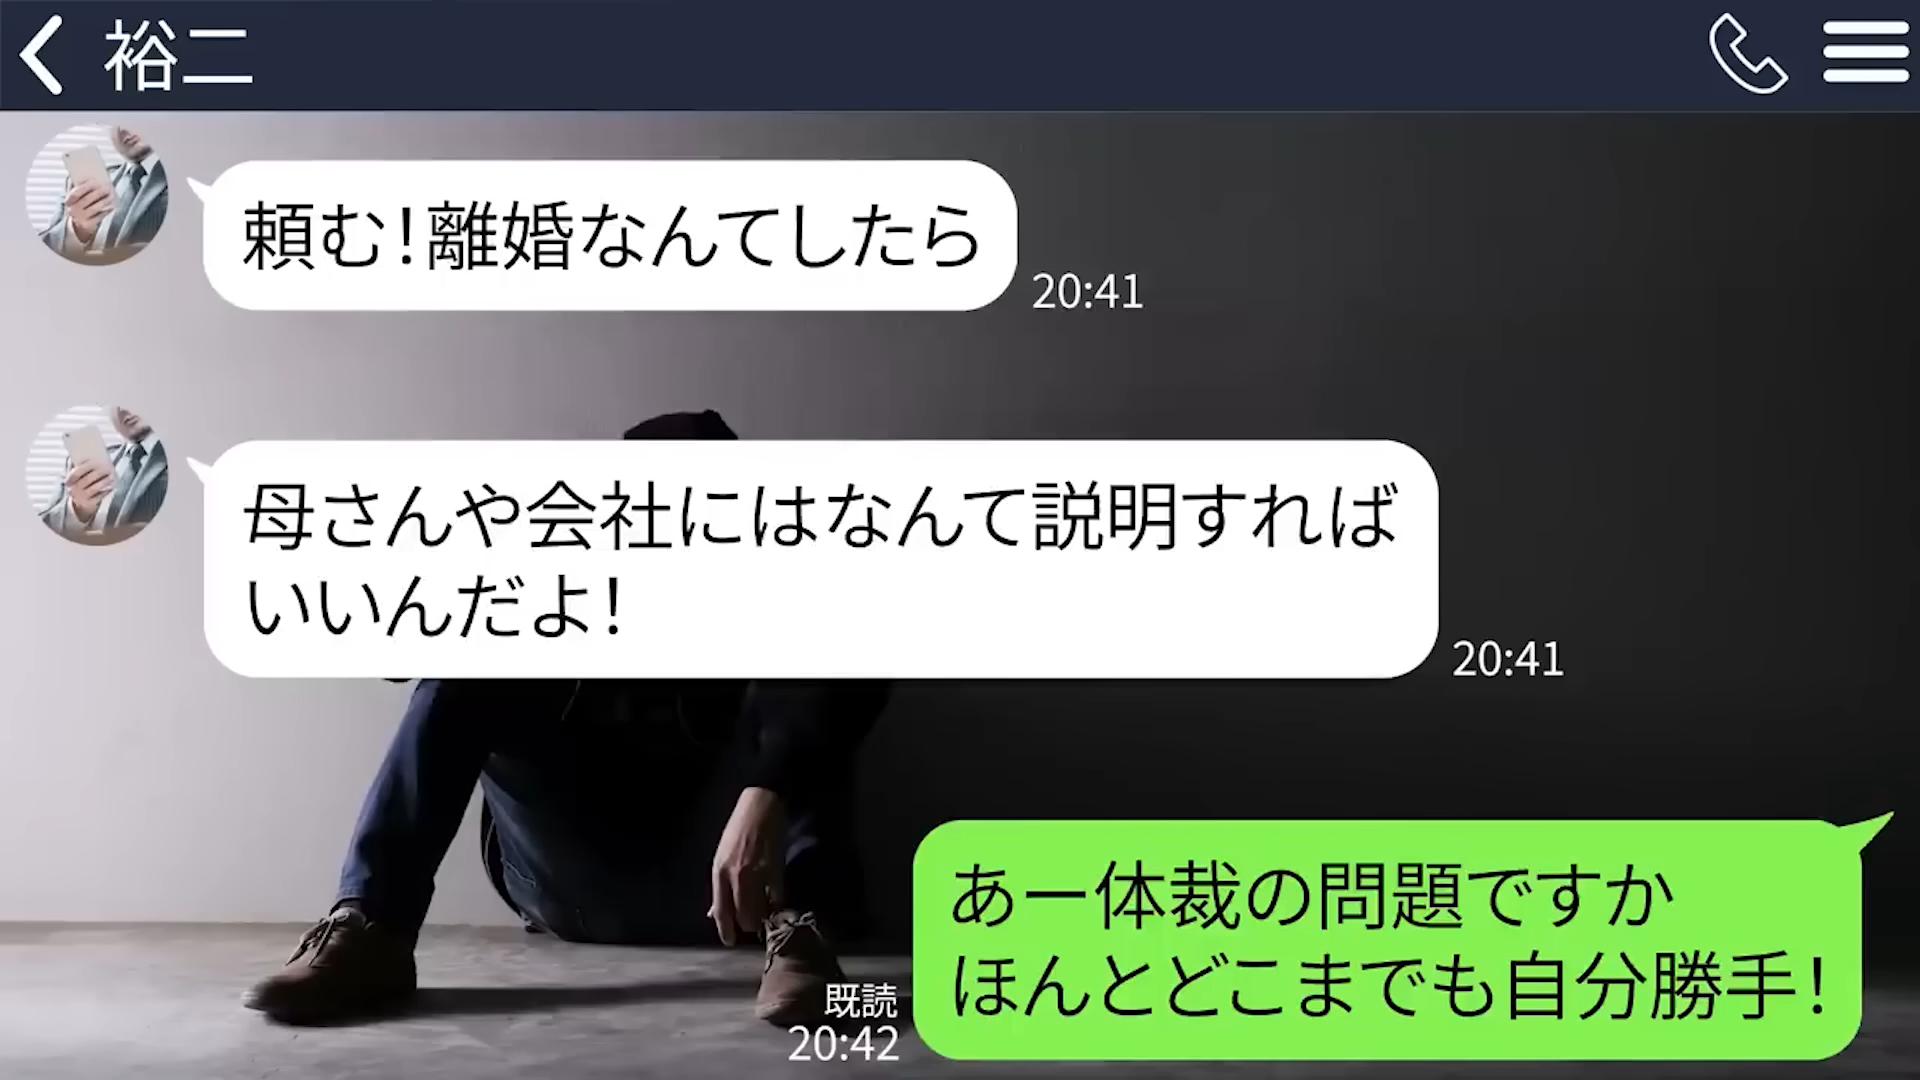 裕二
頼む！離婚なんてしたら
20:41
母さんや会社にはなんて説明すれば
いいんだよ！
20:41
あー体裁の問題ですか
ほんとどこまでも自分勝手！
既読
20:42